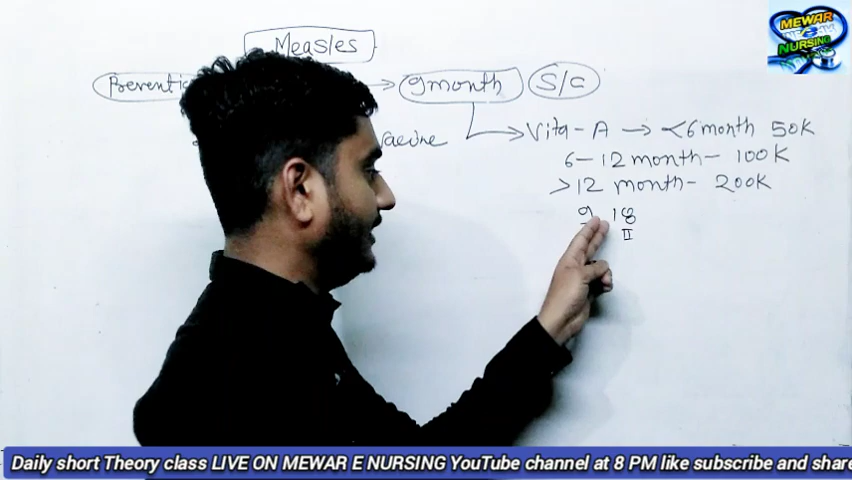 Measles
Preventi → 9month S/C
vaccine → Vita-A → <6month 50K
6-12month- 100K
>12 month- 200K
9 18
II
MEWAR
e
NURSING
Daily short Theory class LIVE ON MEWAR E NURSING YouTube channel at 8 PM like subscribe and share